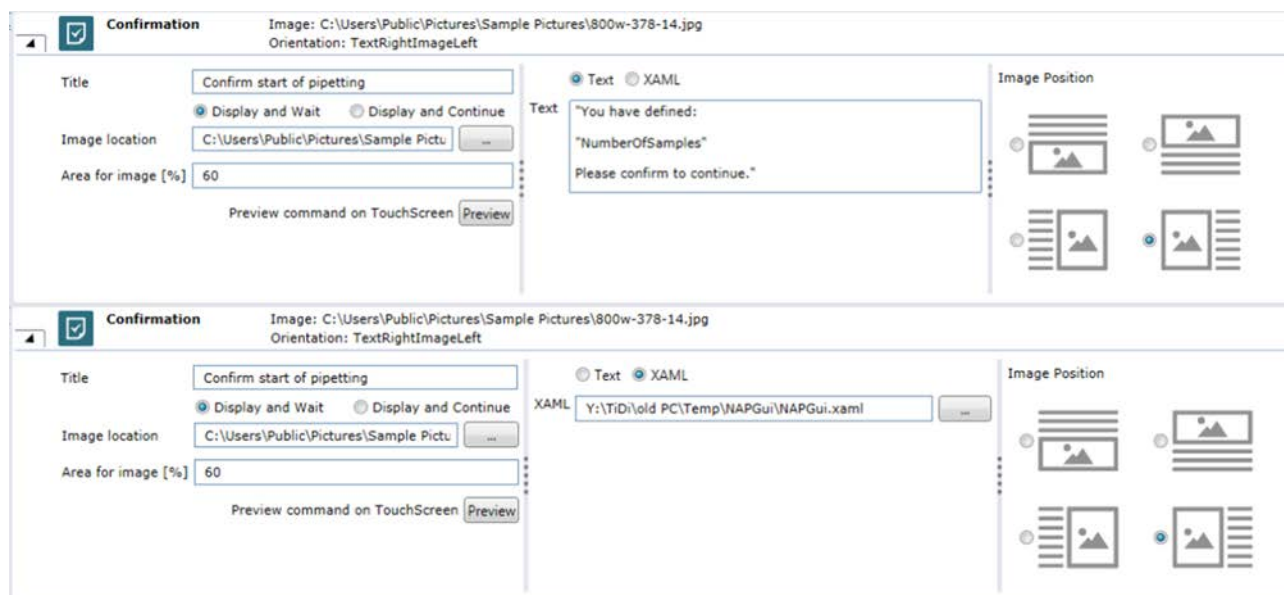 Confirmation
Image: C:\Users\Public\Pictures\Sample Pictures\800w-378-14.jpg
Orientation: TextRightImageLeft
Title
Confirm start of pipetting
Display and Wait
Display and Continue
Image location
C:\Users\Public\Pictures\Sample Pictu
...
Area for image [%]
60
Preview command on TouchScreen
Preview
Text
XAML
Text
"You have defined:
"NumberOfSamples"
Please confirm to continue."
Image Position
Confirmation
Image: C:\Users\Public\Pictures\Sample Pictures\800w-378-14.jpg
Orientation: TextRightImageLeft
Title
Confirm start of pipetting
Display and Wait
Display and Continue
Image location
C:\Users\Public\Pictures\Sample Pictu
...
Area for image [%]
60
Preview command on TouchScreen
Preview
Text
XAML
XAML
Y:\TiDi\old PC\Temp\NAPGui\NAPGui.xaml
...
Image Position